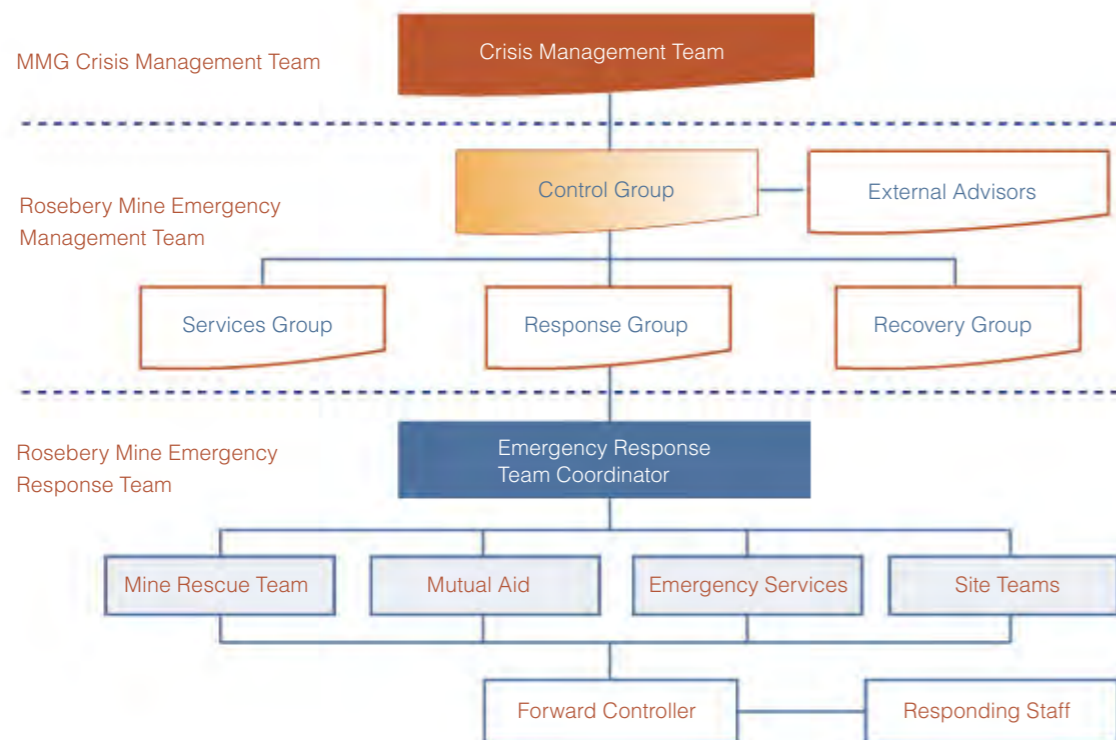 MMG Crisis Management Team
Crisis Management Team
Rosebery Mine Emergency
Management Team
Control Group
External Advisors
Services Group
Response Group
Recovery Group
Rosebery Mine Emergency
Response Team
Emergency Response
Team Coordinator
Mine Rescue Team
Mutual Aid
Emergency Services
Site Teams
Forward Controller
Responding Staff